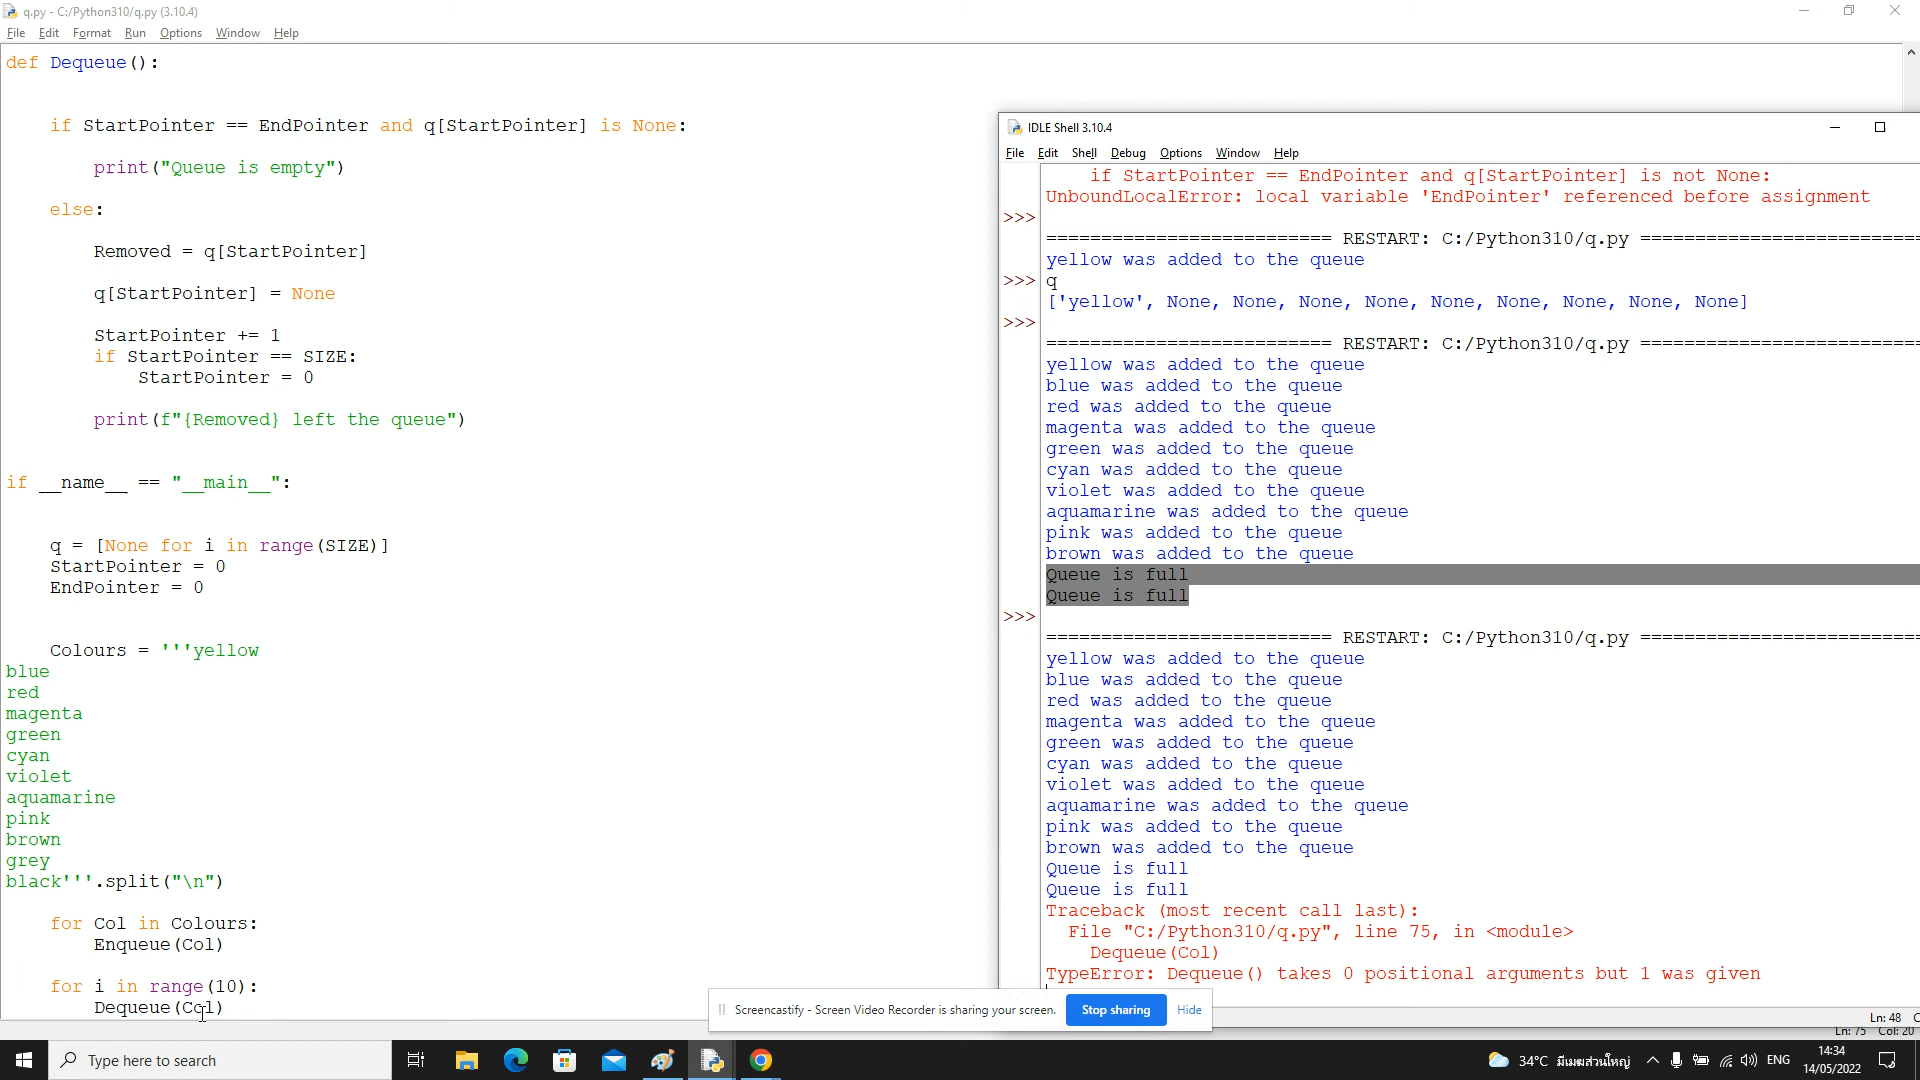 q.py - C:/Python310/q.py (3.10.4)
File Edit Format Run Options Window Help
def Dequeue():
if StartPointer == EndPointer and q[StartPointer] is None:
print("Queue is empty")
else:
Removed = q[StartPointer]
q[StartPointer] = None
StartPointer += 1
if StartPointer == SIZE:
StartPointer = 0
print(f"{Removed} left the queue")
if __name__ == "__main__":
q = [None for i in range(SIZE)]
StartPointer = 0
EndPointer = 0
Colours = '''yellow
blue
red
magenta
green
cyan
violet
aquamarine
pink
brown
grey
black'''.split("\n")
for Col in Colours:
Enqueue(Col)
for i in range(10):
Dequeue(Col)
IDLE Shell 3.10.4
File Edit Shell Debug Options Window Help
if StartPointer == EndPointer and q[StartPointer] is not None:
UnboundLocalError: local variable 'EndPointer' referenced before assignment
>>>
========================== RESTART: C:/Python310/q.py ==========================
yellow was added to the queue
>>> q
['yellow', None, None, None, None, None, None, None, None, None]
>>>
========================== RESTART: C:/Python310/q.py ==========================
yellow was added to the queue
blue was added to the queue
red was added to the queue
magenta was added to the queue
green was added to the queue
cyan was added to the queue
violet was added to the queue
aquamarine was added to the queue
pink was added to the queue
brown was added to the queue
Queue is full
Queue is full
>>>
========================== RESTART: C:/Python310/q.py ==========================
yellow was added to the queue
blue was added to the queue
red was added to the queue
magenta was added to the queue
green was added to the queue
cyan was added to the queue
violet was added to the queue
aquamarine was added to the queue
pink was added to the queue
brown was added to the queue
Queue is full
Queue is full
Traceback (most recent call last):
File "C:/Python310/q.py", line 75, in <module>
Dequeue(Col)
TypeError: Dequeue() takes 0 positional arguments but 1 was given
Screencastify - Screen Video Recorder is sharing your screen. Stop sharing Hide
Ln: 48 C
Ln: 75 Col: 20
Type here to search
34°C มีเมฆส่วนใหญ่ ENG 14:34
14/05/2022